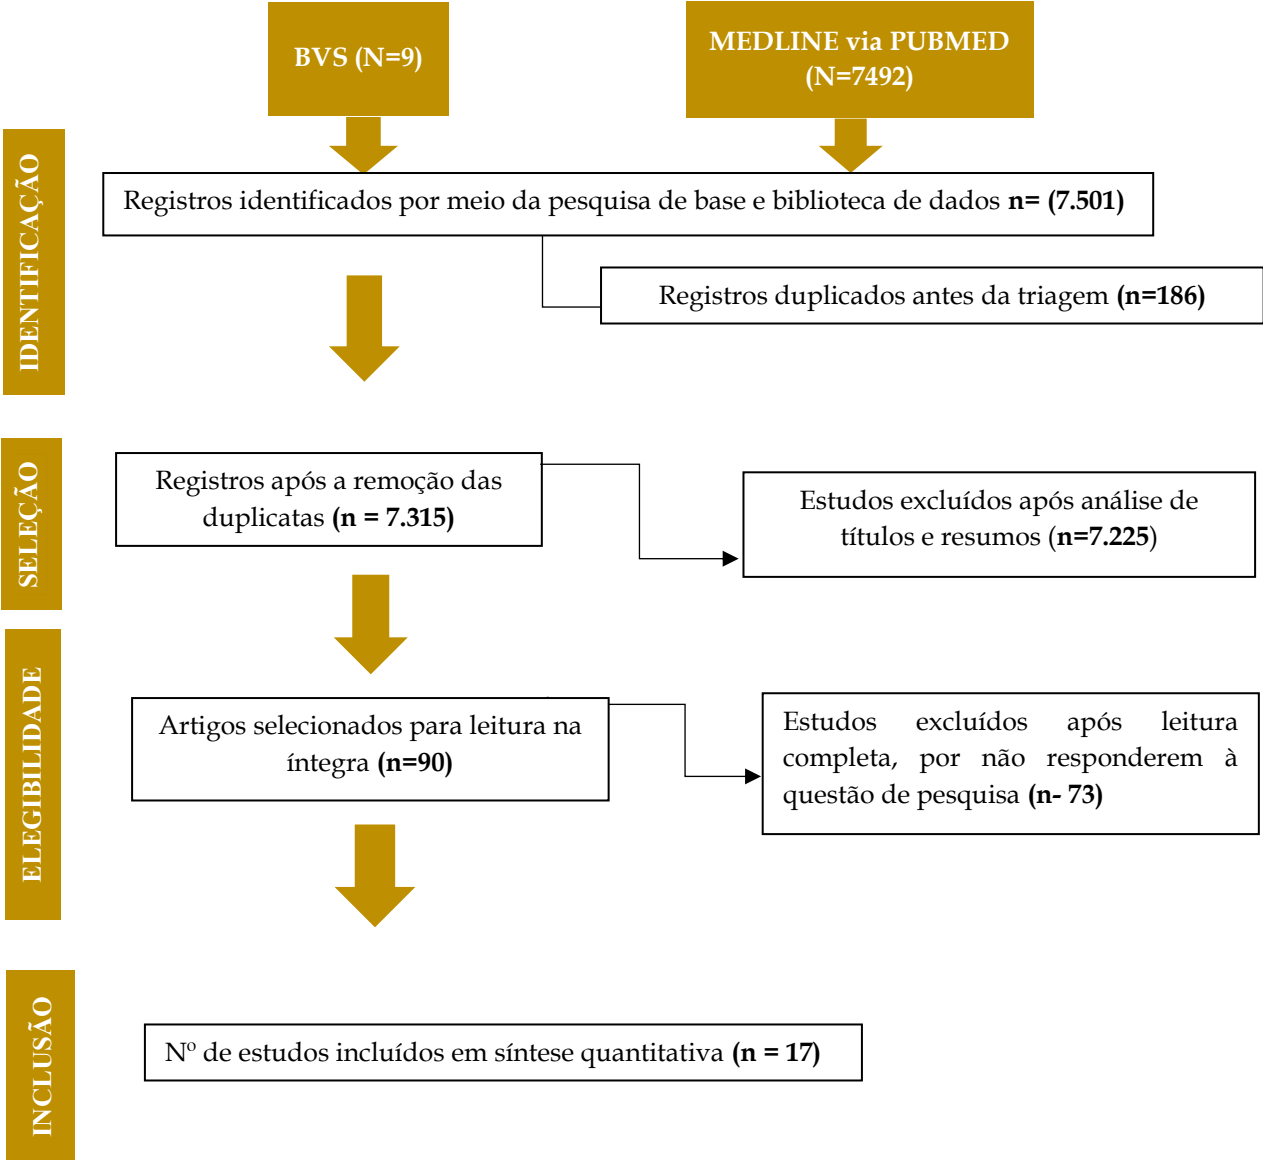 BVS (N=9)
MEDLINE via PUBMED
(N=7492)
IDENTIFICAÇÃO
Registros identificados por meio da pesquisa de base e biblioteca de dados n= (7.501)
Registros duplicados antes da triagem (n=186)
SELEÇÃO
Registros após a remoção das
duplicatas (n = 7.315)
Estudos excluídos após análise de
títulos e resumos (n=7.225)
ELEGIBILIDADE
Artigos selecionados para leitura na
íntegra (n=90)
Estudos excluídos após leitura
completa, por não responderem à
questão de pesquisa (n- 73)
INCLUSÃO
Nº de estudos incluídos em síntese quantitativa (n = 17)